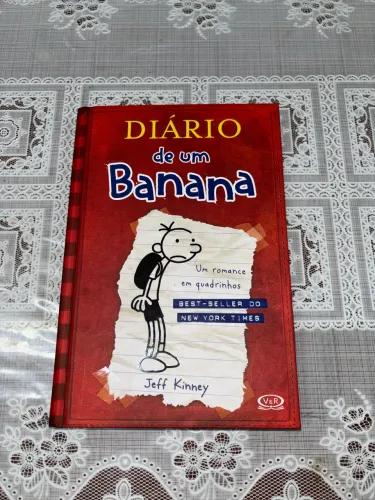 DIÁRIO
de um
Banana
Um romance
em quadrinhos
BEST-SELLER DO
NEW YORK TIMES
Jeff Kinney
V&R